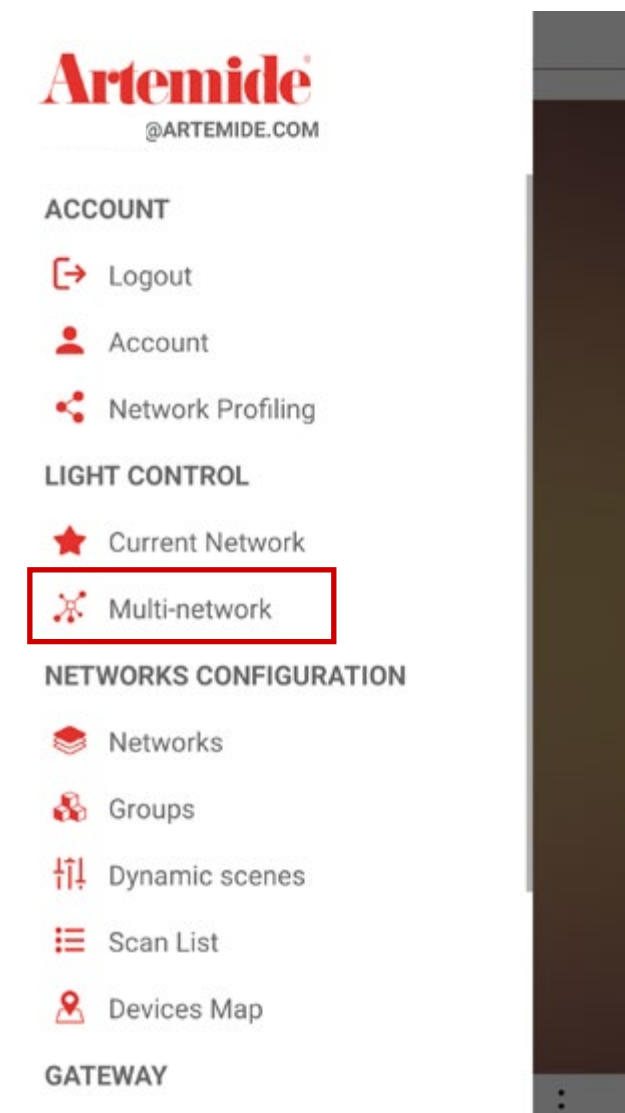 Artemide
@ARTEMIDE.COM
ACCOUNT
Logout
Account
Network Profiling
LIGHT CONTROL
Current Network
Multi-network
NETWORKS CONFIGURATION
Networks
Groups
Dynamic scenes
Scan List
Devices Map
GATEWAY